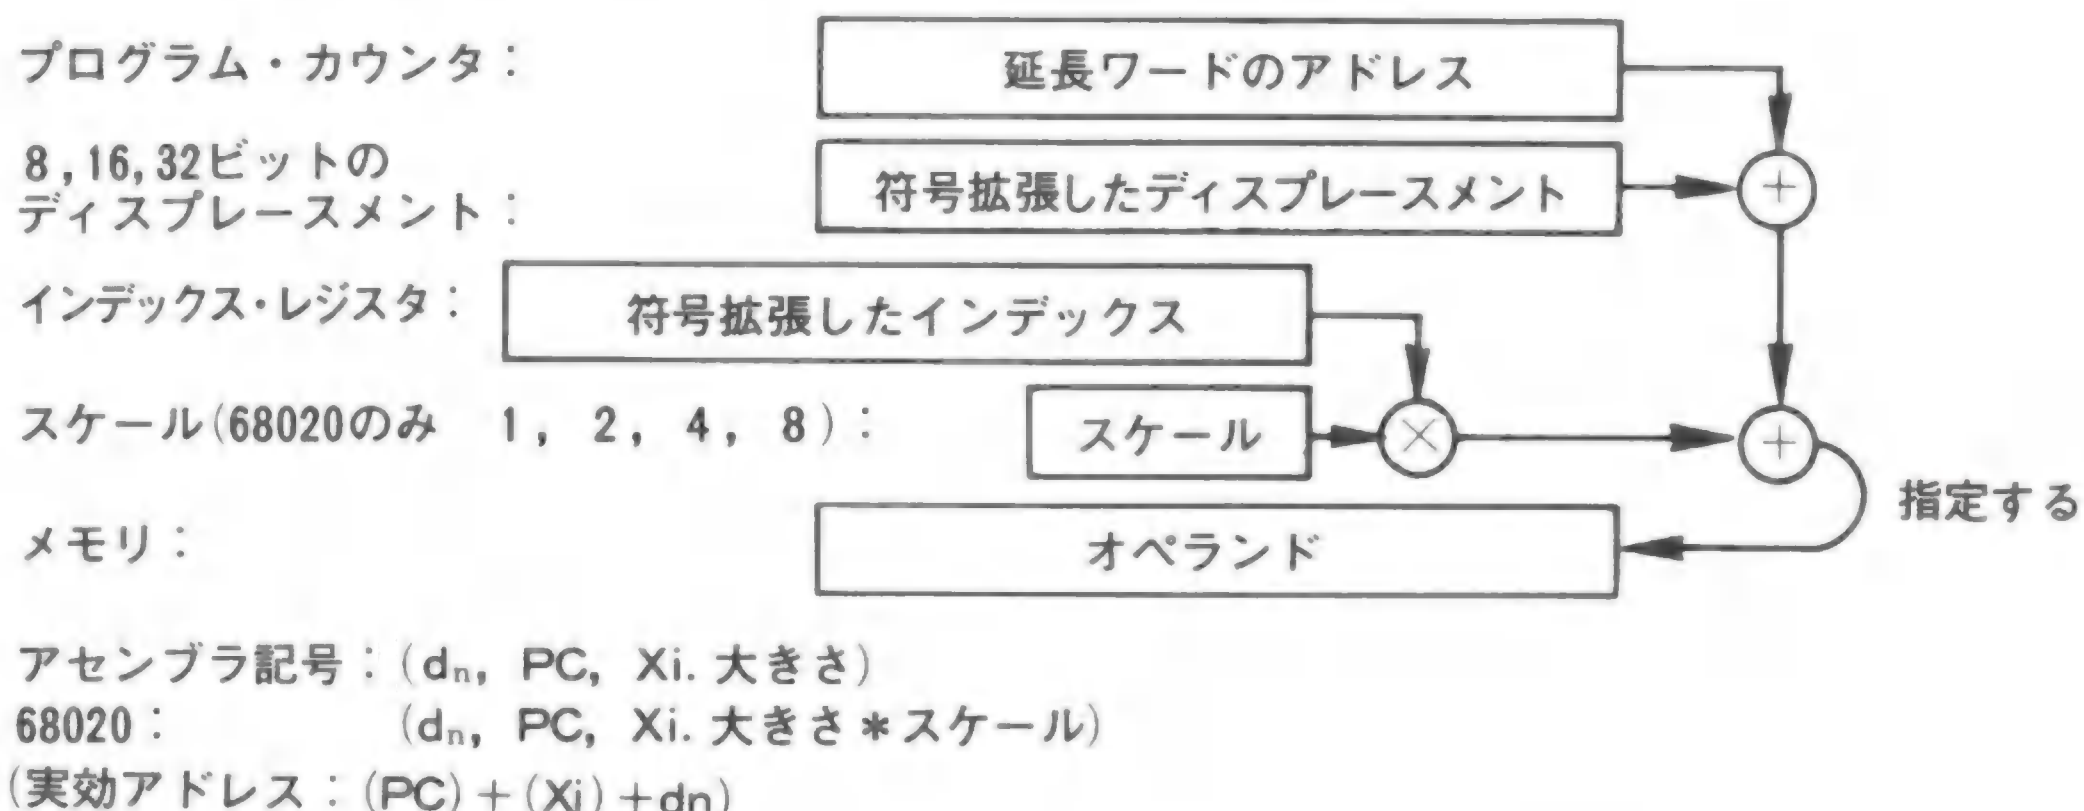 プログラム・カウンタ：
延長ワードのアドレス
8,16,32ビットの
ディスプレースメント：
符号拡張したディスプレースメント
+
インデックス・レジスタ：
符号拡張したインデックス
スケール(68020のみ 1, 2, 4, 8)：
スケール
×
+
指定する
メモリ：
オペランド
アセンブラ記号：(dn, PC, Xi. 大きさ)
68020： (dn, PC, Xi. 大きさ＊スケール)
(実効アドレス：(PC)+(Xi)+dn)